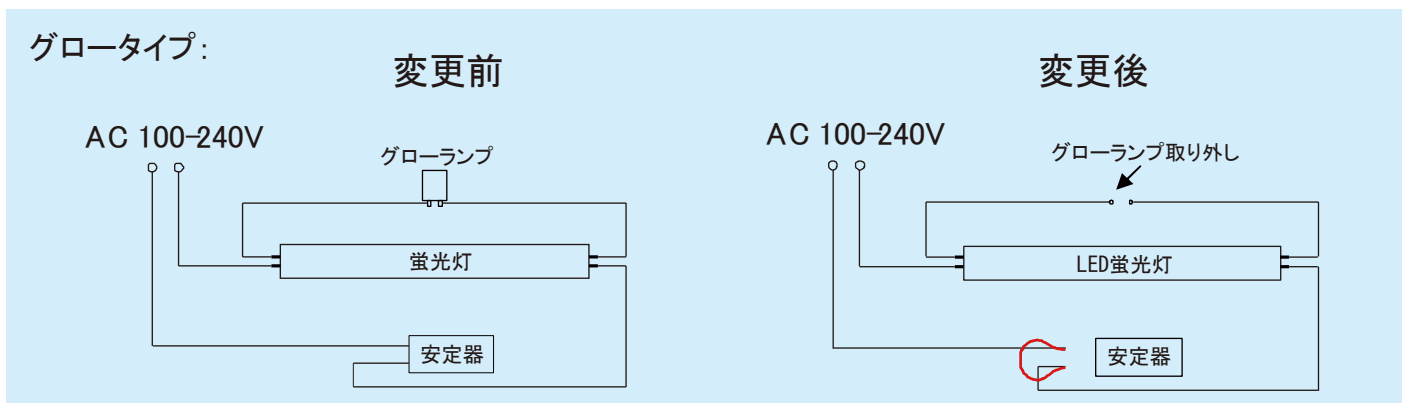 グロータイプ:
変更前
AC 100-240V
グローランプ
蛍光灯
安定器
変更後
AC 100-240V
グローランプ取り外し
LED蛍光灯
安定器